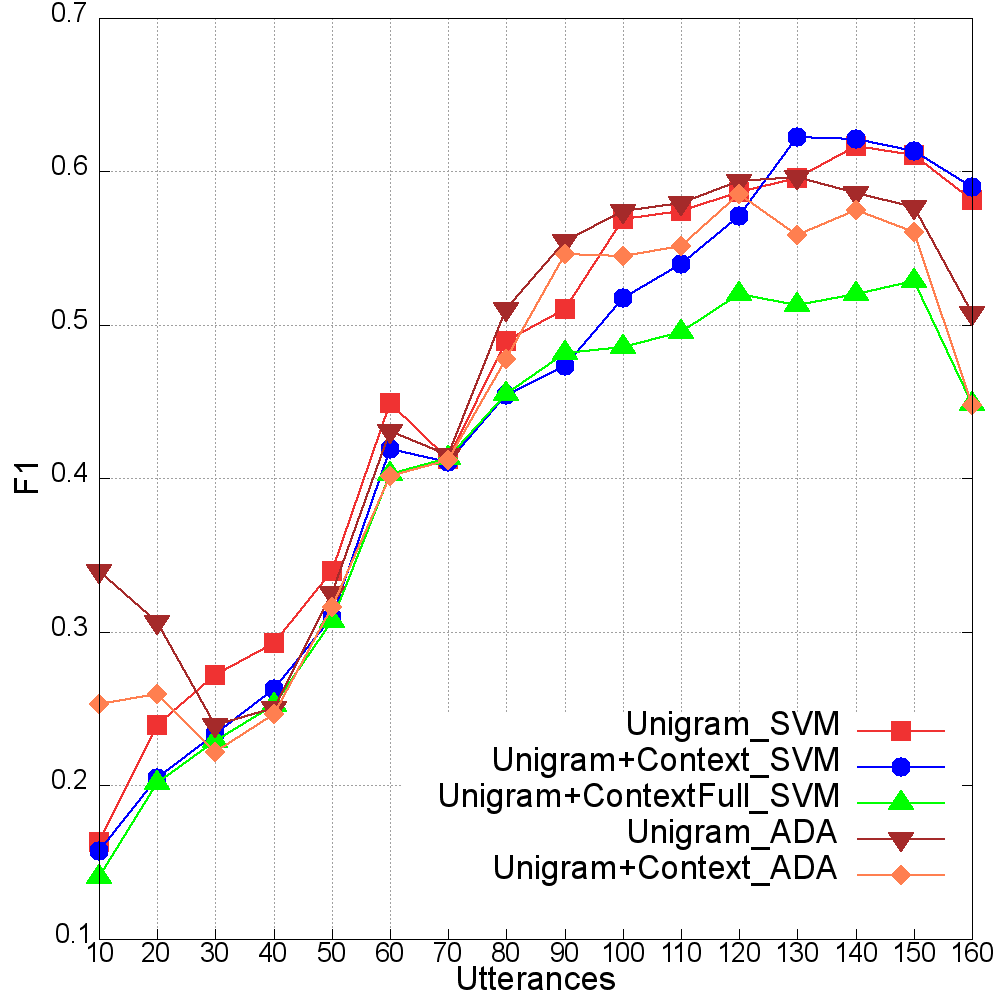 0.7
0.6
0.5
0.4
0.3
0.2
0.1
F1
Unigram_SVM
Unigram+Context_SVM
Unigram+ContextFull_SVM
Unigram_ADA
Unigram+Context_ADA
10 20 30 40 50 60 70 80 90 100 110 120 130 140 150 160
Utterances